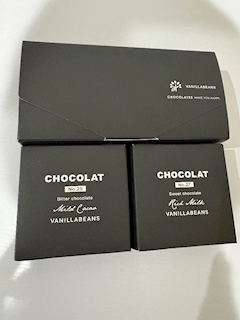 VANILLABEANS
CHOCOLATES MAKE YOU HAPPY.
CHOCOLAT
No.26
Bitter chocolate
Mild Cacao
VANILLABEANS
CHOCOLAT
No.27
Sweet chocolate
Rich Milk
VANILLABEANS